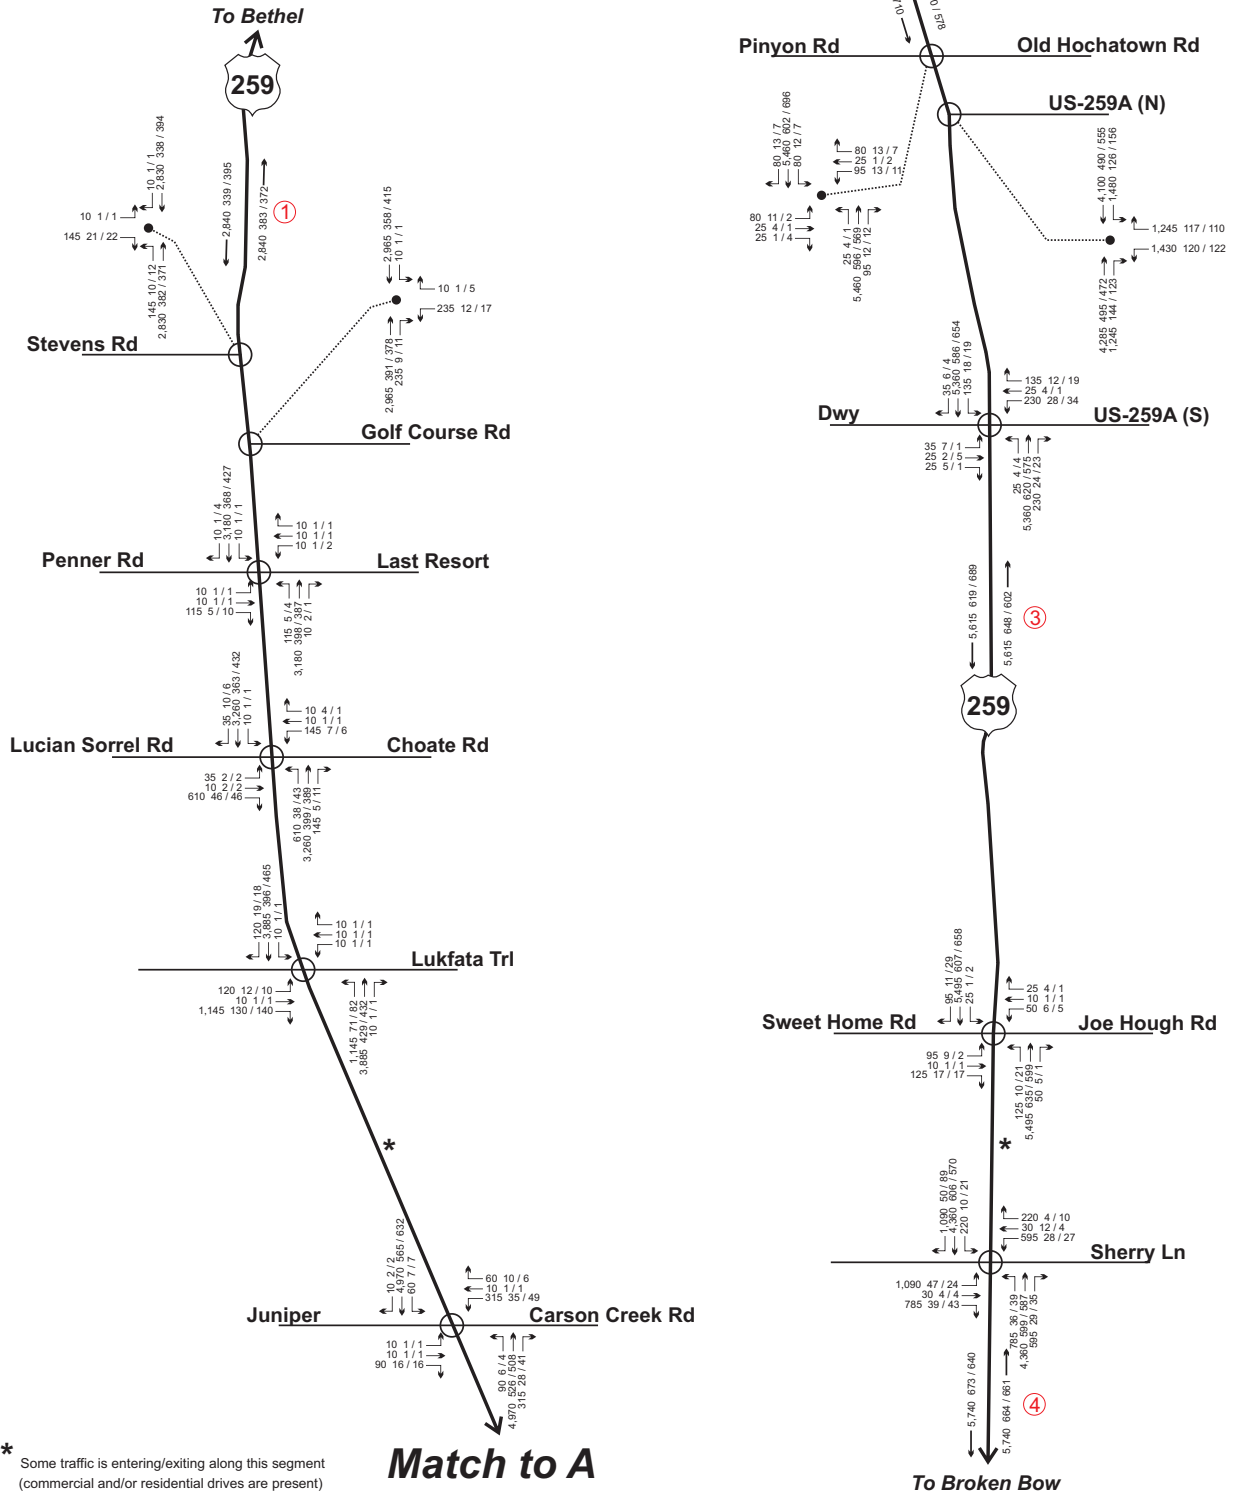 To Bethel
259
10 1 / 1
2,830 338 / 394
10 1 / 1
145 21 / 22
145 10 / 12
2,830 382 / 371
2,840 339 / 395
2,840 383 / 372
1
Stevens Rd
2,965 358 / 415
10 1 / 1
10 1 / 5
235 12 / 17
2,965 391 / 378
235 9 / 11
Golf Course Rd
10 1 / 4
3,180 368 / 427
10 1 / 1
10 1 / 1
10 1 / 1
10 1 / 2
Penner Rd
Last Resort
10 1 / 1
10 1 / 1
115 5 / 10
115 5 / 4
3,180 398 / 387
10 2 / 1
35 10 / 6
3,260 363 / 432
10 1 / 1
10 4 / 1
10 1 / 1
145 7 / 6
Lucian Sorrel Rd
Choate Rd
35 2 / 2
10 2 / 2
610 46 / 46
610 38 / 43
3,260 399 / 389
145 5 / 11
120 19 / 18
3,885 396 / 465
10 1 / 1
10 1 / 1
10 1 / 1
10 1 / 1
Lukfata Trl
120 12 / 10
10 1 / 1
1,145 130 / 140
1,145 71 / 82
3,885 429 / 432
10 1 / 1
*
10 2 / 2
4,970 565 / 632
60 7 / 7
60 10 / 6
10 1 / 1
315 35 / 49
Juniper
Carson Creek Rd
10 1 / 1
10 1 / 1
90 16 / 16
90 6 / 4
4,970 526 / 508
315 28 / 41
Match to A
* Some traffic is entering/exiting along this segment
(commercial and/or residential drives are present)
/ 578
Pinyon Rd
Old Hochatown Rd
US-259A (N)
80 13 / 7
5,460 602 / 696
80 12 / 7
80 13 / 7
25 1 / 2
95 13 / 11
80 11 / 2
25 4 / 1
25 1 / 4
25 4 / 1
5,460 596 / 569
95 12 / 12
4,100 490 / 555
1,480 126 / 156
1,245 117 / 110
1,430 120 / 122
4,285 495 / 472
1,245 144 / 123
35 6 / 4
5,360 586 / 654
135 18 / 19
135 12 / 19
25 4 / 1
230 28 / 34
Dwy
US-259A (S)
35 7 / 1
25 2 / 5
25 5 / 1
25 4 / 4
5,360 620 / 575
230 24 / 23
5,615 619 / 689
5,615 648 / 602
3
259
95 11 / 29
5,495 607 / 658
25 1 / 2
25 4 / 1
10 1 / 1
50 6 / 5
Sweet Home Rd
Joe Hough Rd
95 9 / 2
10 1 / 1
125 17 / 17
125 10 / 21
5,495 635 / 599
50 5 / 1
*
1,090 50 / 89
4,360 606 / 570
220 10 / 21
220 4 / 10
30 12 / 4
595 28 / 27
Sherry Ln
1,090 47 / 24
30 4 / 4
785 39 / 43
785 36 / 39
4,360 599 / 587
595 29 / 35
5,740 673 / 640
5,740 664 / 661
4
To Broken Bow